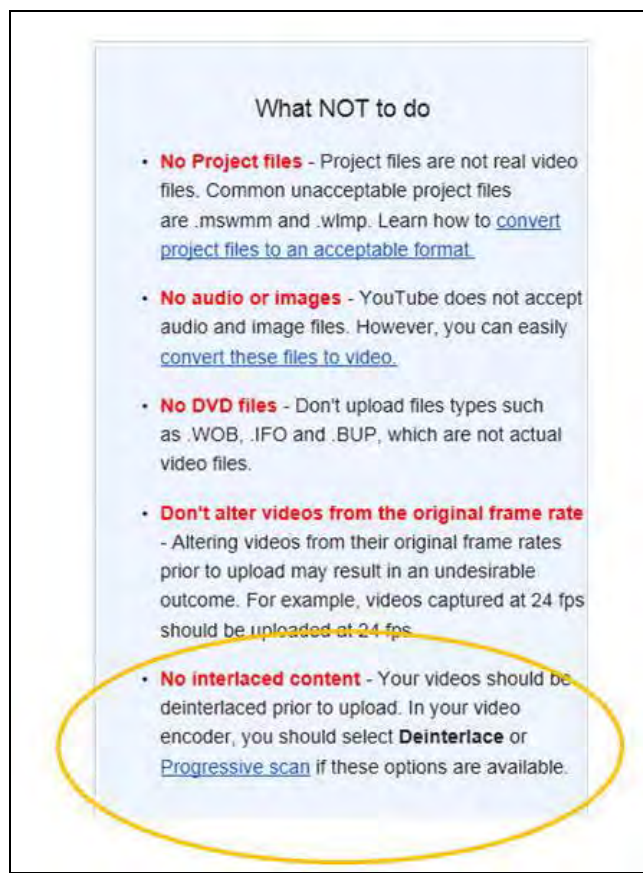 What NOT to do
• No Project files - Project files are not real video
files. Common unacceptable project files
are .mswmm and .wlmp. Learn how to convert
project files to an acceptable format.
• No audio or images - YouTube does not accept
audio and image files. However, you can easily
convert these files to video.
• No DVD files - Don't upload files types such
as .WOB, .IFO and .BUP, which are not actual
video files.
• Don't alter videos from the original frame rate
- Altering videos from their original frame rates
prior to upload may result in an undesirable
outcome. For example, videos captured at 24 fps
should be uploaded at 24 fps.
• No interlaced content - Your videos should be
deinterlaced prior to upload. In your video
encoder, you should select Deinterlace or
Progressive scan if these options are available.